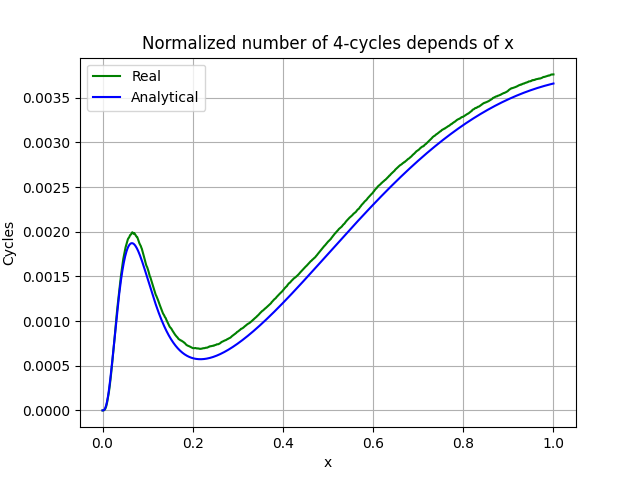 Normalized number of 4-cycles depends of x
Real
Analytical
0.0035
0.0030
0.0025
0.0020
0.0015
0.0010
0.0005
0.0000
Cycles
0.0 0.2 0.4 0.6 0.8 1.0
x